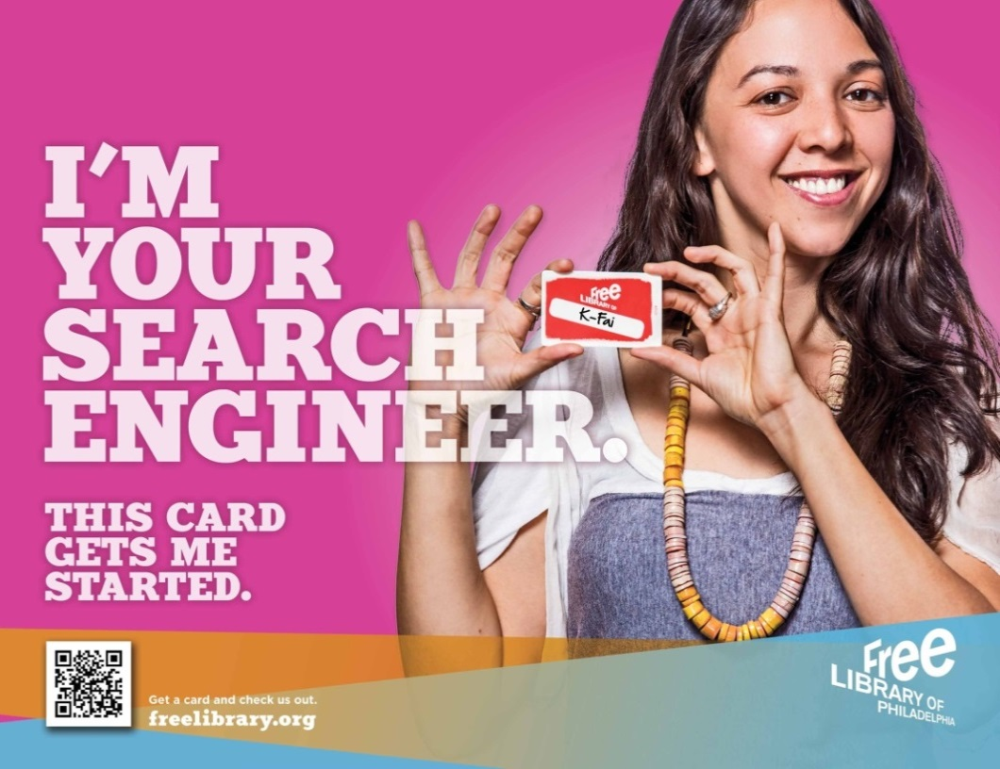 I'M
YOUR
SEARCH
ENGINEER.
THIS CARD
GETS ME
STARTED.
Free
LIBRARY OF
K-Fai
Get a card and check us out.
freelibrary.org
Free
LIBRARY OF
PHILADELPHIA